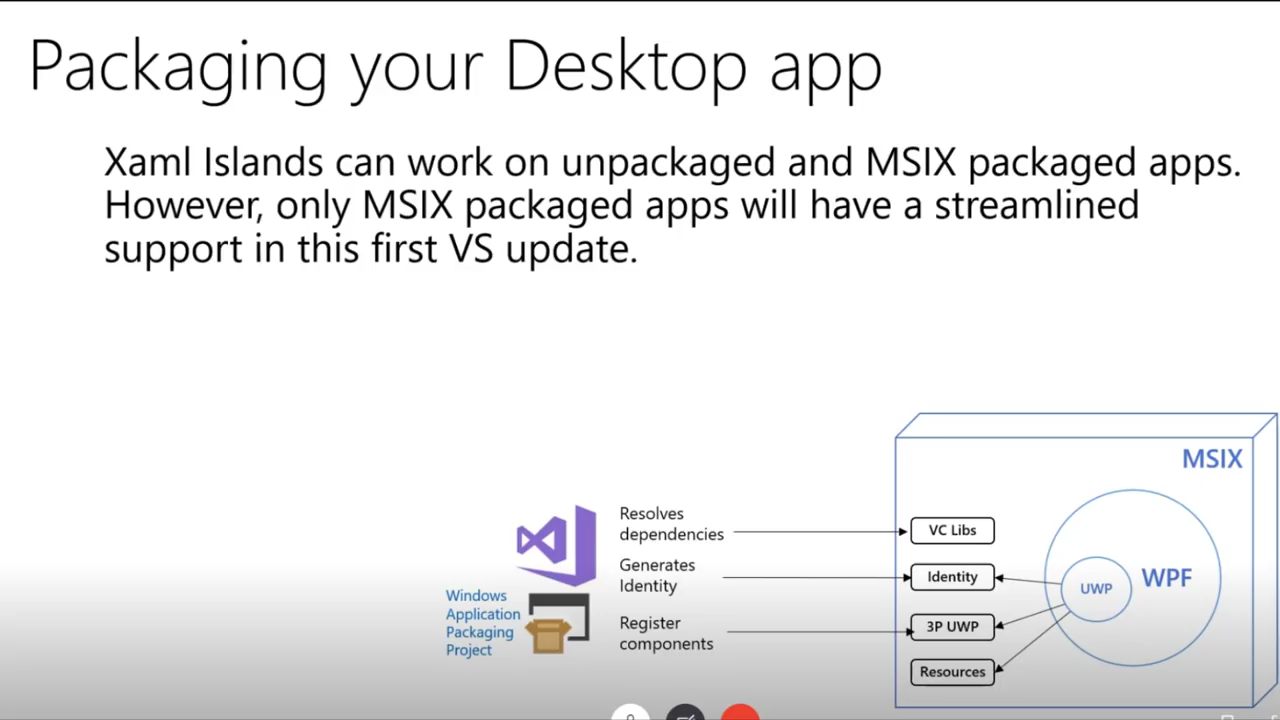 Packaging your Desktop app
Xaml Islands can work on unpackaged and MSIX packaged apps.
However, only MSIX packaged apps will have a streamlined
support in this first VS update.
MSIX
Resolves
dependencies
VC Libs
Generates
Identity
Identity
UWP
WPF
Windows
Application
Packaging
Project
Register
components
3P UWP
Resources